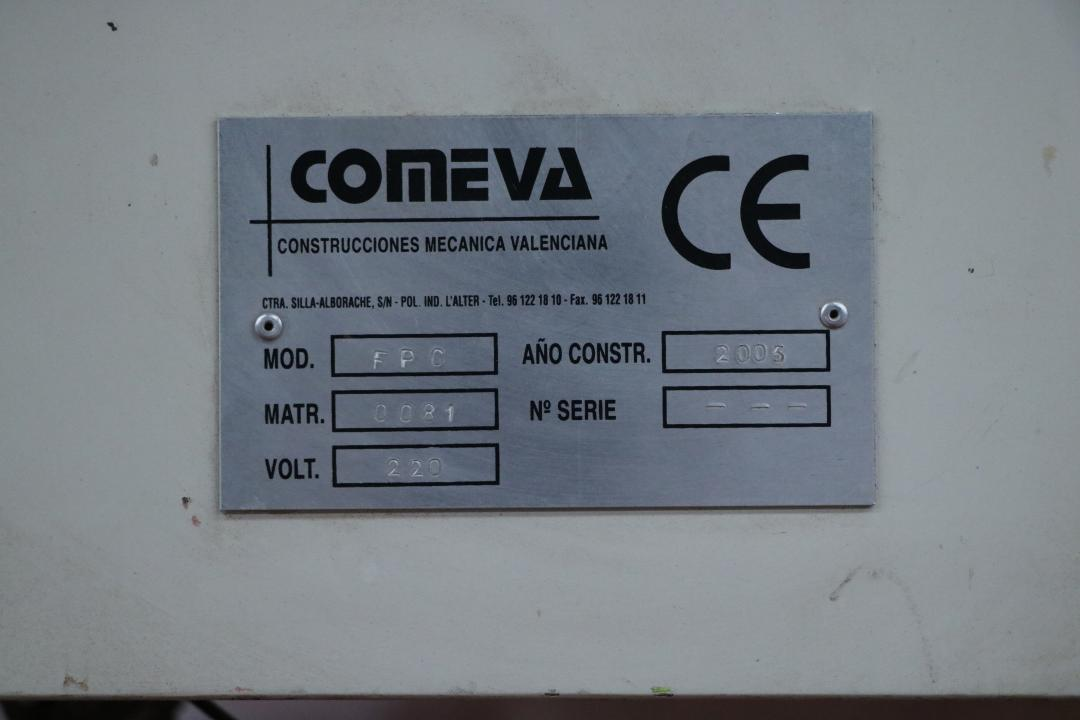 COMEVA
CE
CONSTRUCCIONES MECANICA VALENCIANA
CTRA. SILLA-ALBORACHE, S/N - POL. IND. L'ALTER - Tel. 96 122 18 10 - Fax. 96 122 18 11
MOD. FPC AÑO CONSTR.
MATR. 0081 Nº SERIE - - -
VOLT. 220